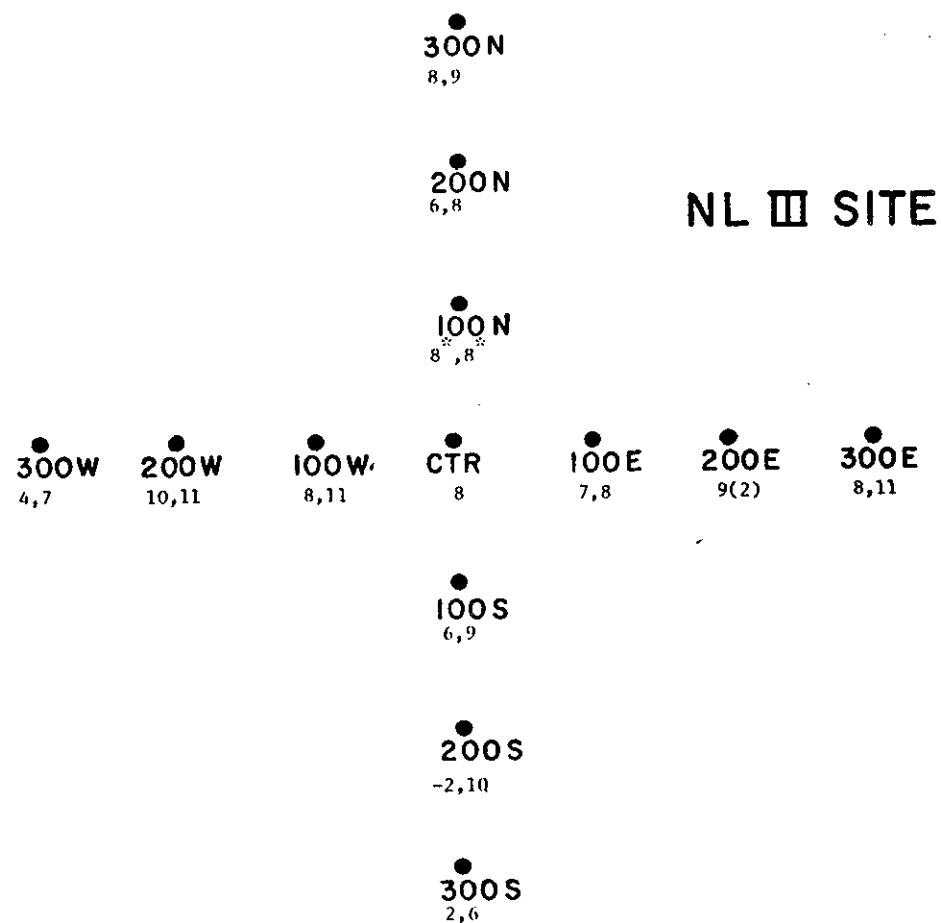 300N
8,9
200N
6,8
NL III SITE
100N
8*,8*
300W 200W 100W CTR 100E 200E 300E
4,7 10,11 8,11 8 7,8 9(2) 8,11
100S
6,9
200S
-2,10
300S
2,6